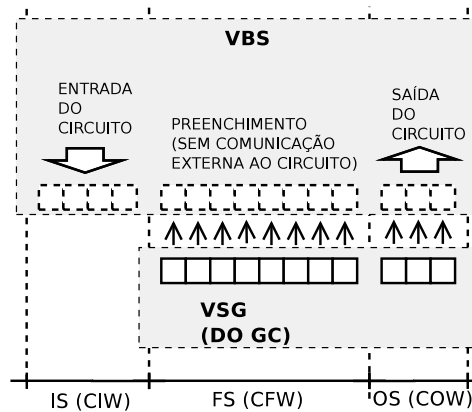 VBS
ENTRADA
DO
CIRCUITO
PREENCHIMENTO
(SEM COMUNICAÇÃO
EXTERNA AO CIRCUITO)
SAÍDA
DO
CIRCUITO
VSG
(DO GC)
IS (CIW)
FS (CFW)
OS (COW)